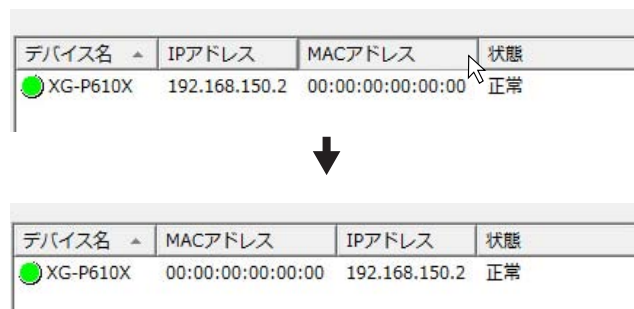 デバイス名 IPアドレス MACアドレス 状態
XG-P610X 192.168.150.2 00:00:00:00:00:00 正常
デバイス名 MACアドレス IPアドレス 状態
XG-P610X 00:00:00:00:00:00 192.168.150.2 正常